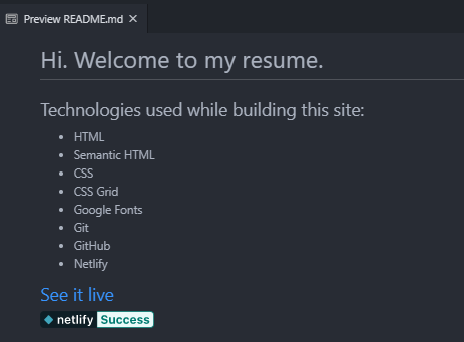 Preview README.md
Hi. Welcome to my resume.
Technologies used while building this site:
HTML
Semantic HTML
CSS
CSS Grid
Google Fonts
Git
GitHub
Netlify
See it live
netlify Success